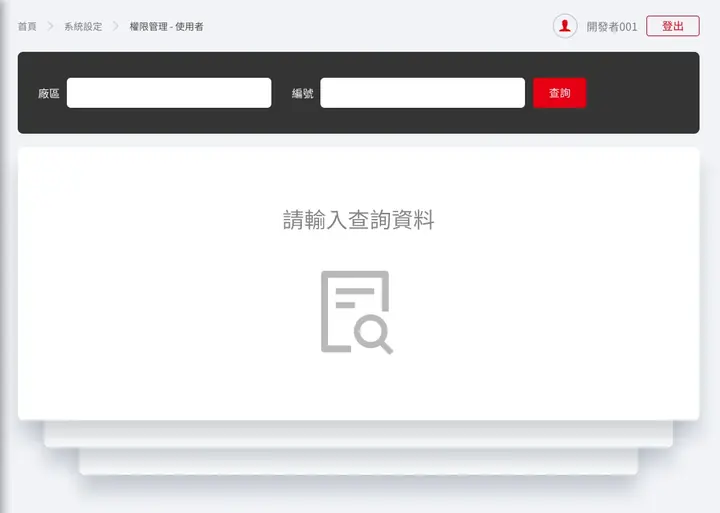 首頁 系統設定 權限管理 - 使用者 開發者001 登出
廠區 編號 查詢
請輸入查詢資料